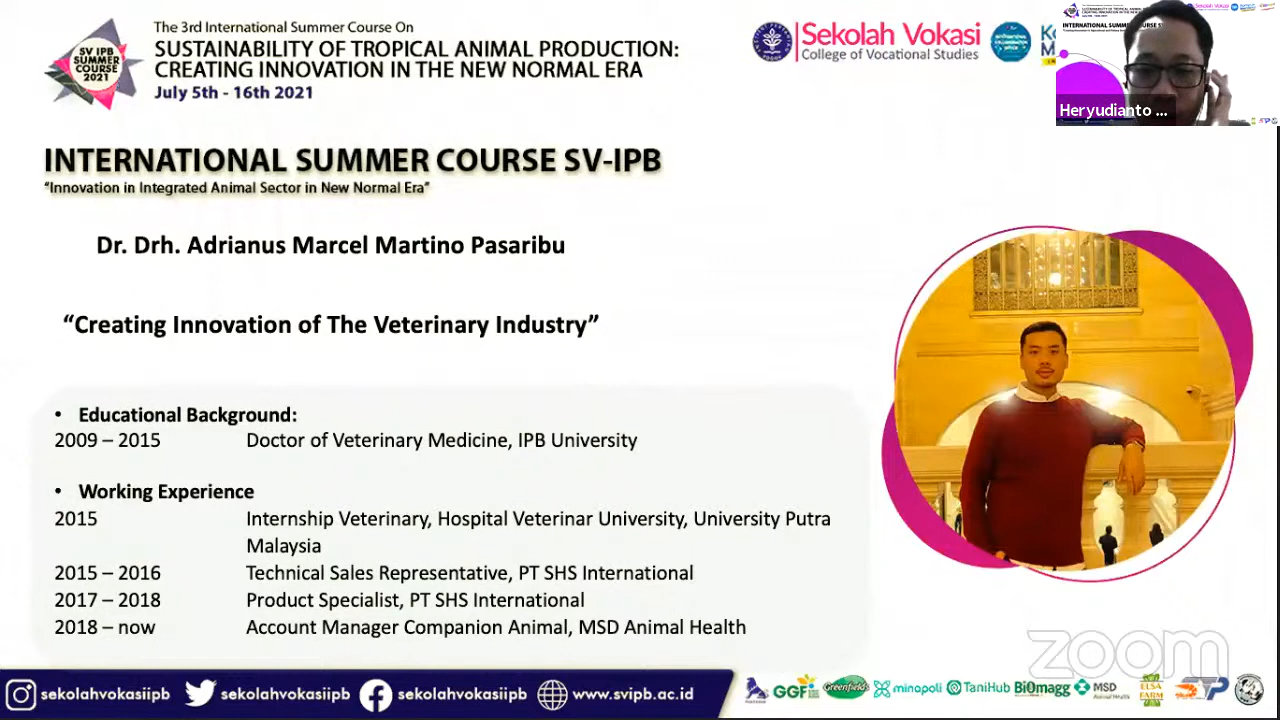 The 3rd International Summer Course On
SUSTAINABILITY OF TROPICAL ANIMAL PRODUCTION:
CREATING INNOVATION IN THE NEW NORMAL ERA
July 5th - 16th 2021
SV IPB
SUMMER
COURSE
2021
Sekolah Vokasi
College of Vocational Studies
Heryudianto ...
INTERNATIONAL SUMMER COURSE SV-IPB
“Innovation in Integrated Animal Sector in New Normal Era”
Dr. Drh. Adrianus Marcel Martino Pasaribu
“Creating Innovation of The Veterinary Industry”
• Educational Background:
2009 – 2015 Doctor of Veterinary Medicine, IPB University
• Working Experience
2015 Internship Veterinary, Hospital Veterinar University, University Putra
Malaysia
2015 – 2016 Technical Sales Representative, PT SHS International
2017 – 2018 Product Specialist, PT SHS International
2018 – now Account Manager Companion Animal, MSD Animal Health
zoom
sekolahvokasiipb sekolahvokasiipb sekolahvokasiipb www.svipb.ac.id
GGF Greenfields minapoli TaniHub BiOmagg MSD Animal Health ELSA FARM